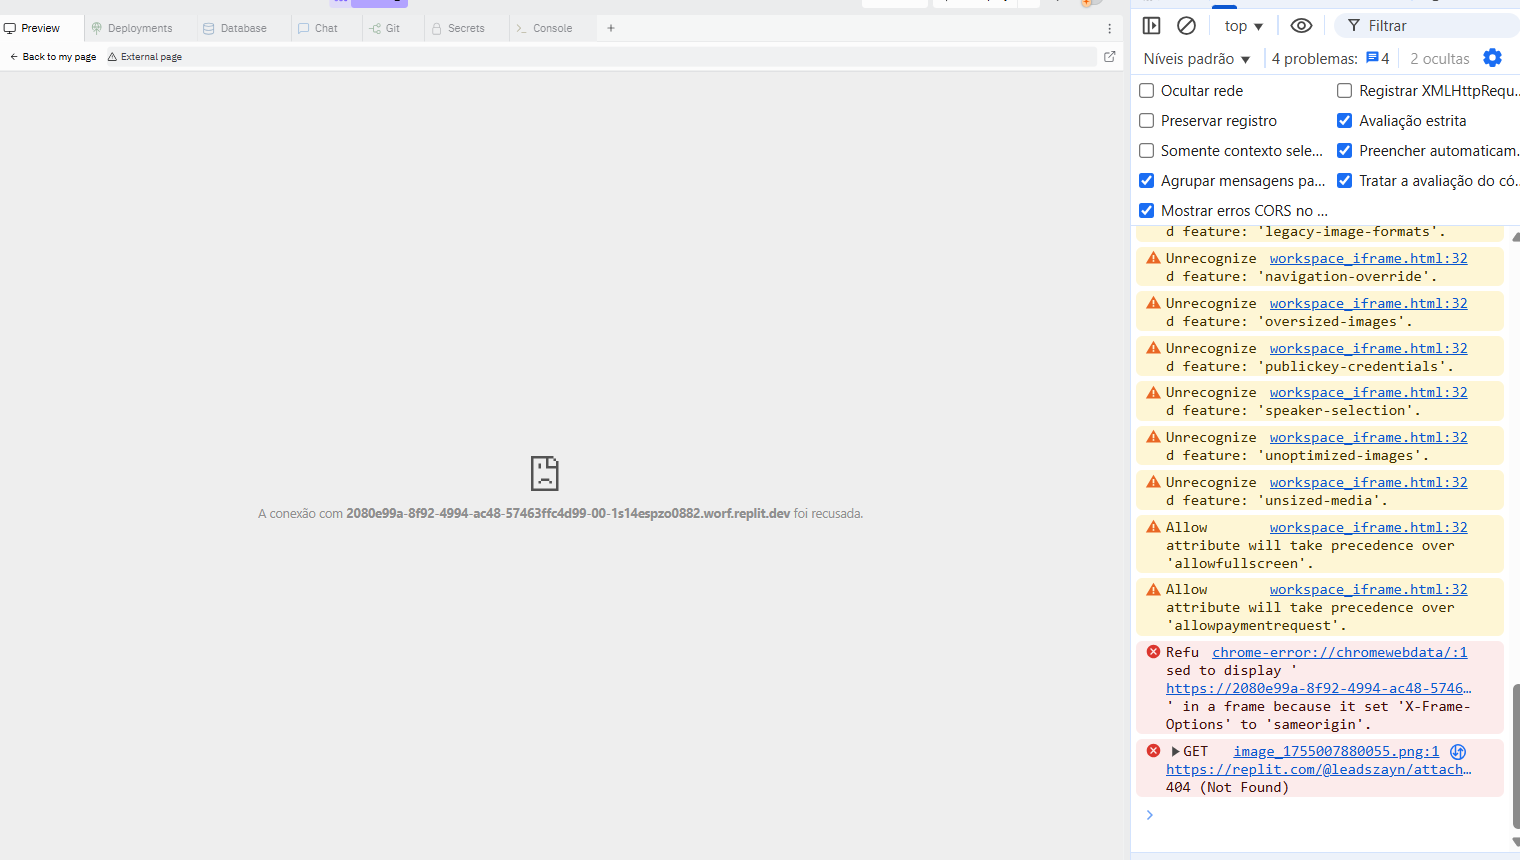 Preview
Deployments
Database
Chat
Git
Secrets
Console
+
← Back to my page
External page
A conexão com 2080e99a-8f92-4994-ac48-57463ffc4d99-00-1s14espzo0882.worf.replit.dev foi recusada.
top ▼
Filtrar
Níveis padrão ▼
4 problemas:
4
2 ocultas
Ocultar rede
Registrar XMLHttpRequ...
Preservar registro
Avaliação estrita
Somente contexto sele...
Preencher automaticam.
Agrupar mensagens pa...
Tratar a avaliação do có..
Mostrar erros CORS no ...
d feature: 'legacy-image-formats'.
Unrecognize workspace_iframe.html:32
d feature: 'navigation-override'.
Unrecognize workspace_iframe.html:32
d feature: 'oversized-images'.
Unrecognize workspace_iframe.html:32
d feature: 'publickey-credentials'.
Unrecognize workspace_iframe.html:32
d feature: 'speaker-selection'.
Unrecognize workspace_iframe.html:32
d feature: 'unoptimized-images'.
Unrecognize workspace_iframe.html:32
d feature: 'unsized-media'.
Allow workspace_iframe.html:32
attribute will take precedence over
'allowfullscreen'.
Allow workspace_iframe.html:32
attribute will take precedence over
'allowpaymentrequest'.
Refu chrome-error://chromewebdata/:1
sed to display '
https://2080e99a-8f92-4994-ac48-5746…
' in a frame because it set 'X-Frame-
Options' to 'sameorigin'.
GET image_1755007880055.png:1
https://replit.com/@leadszayn/attach…
404 (Not Found)